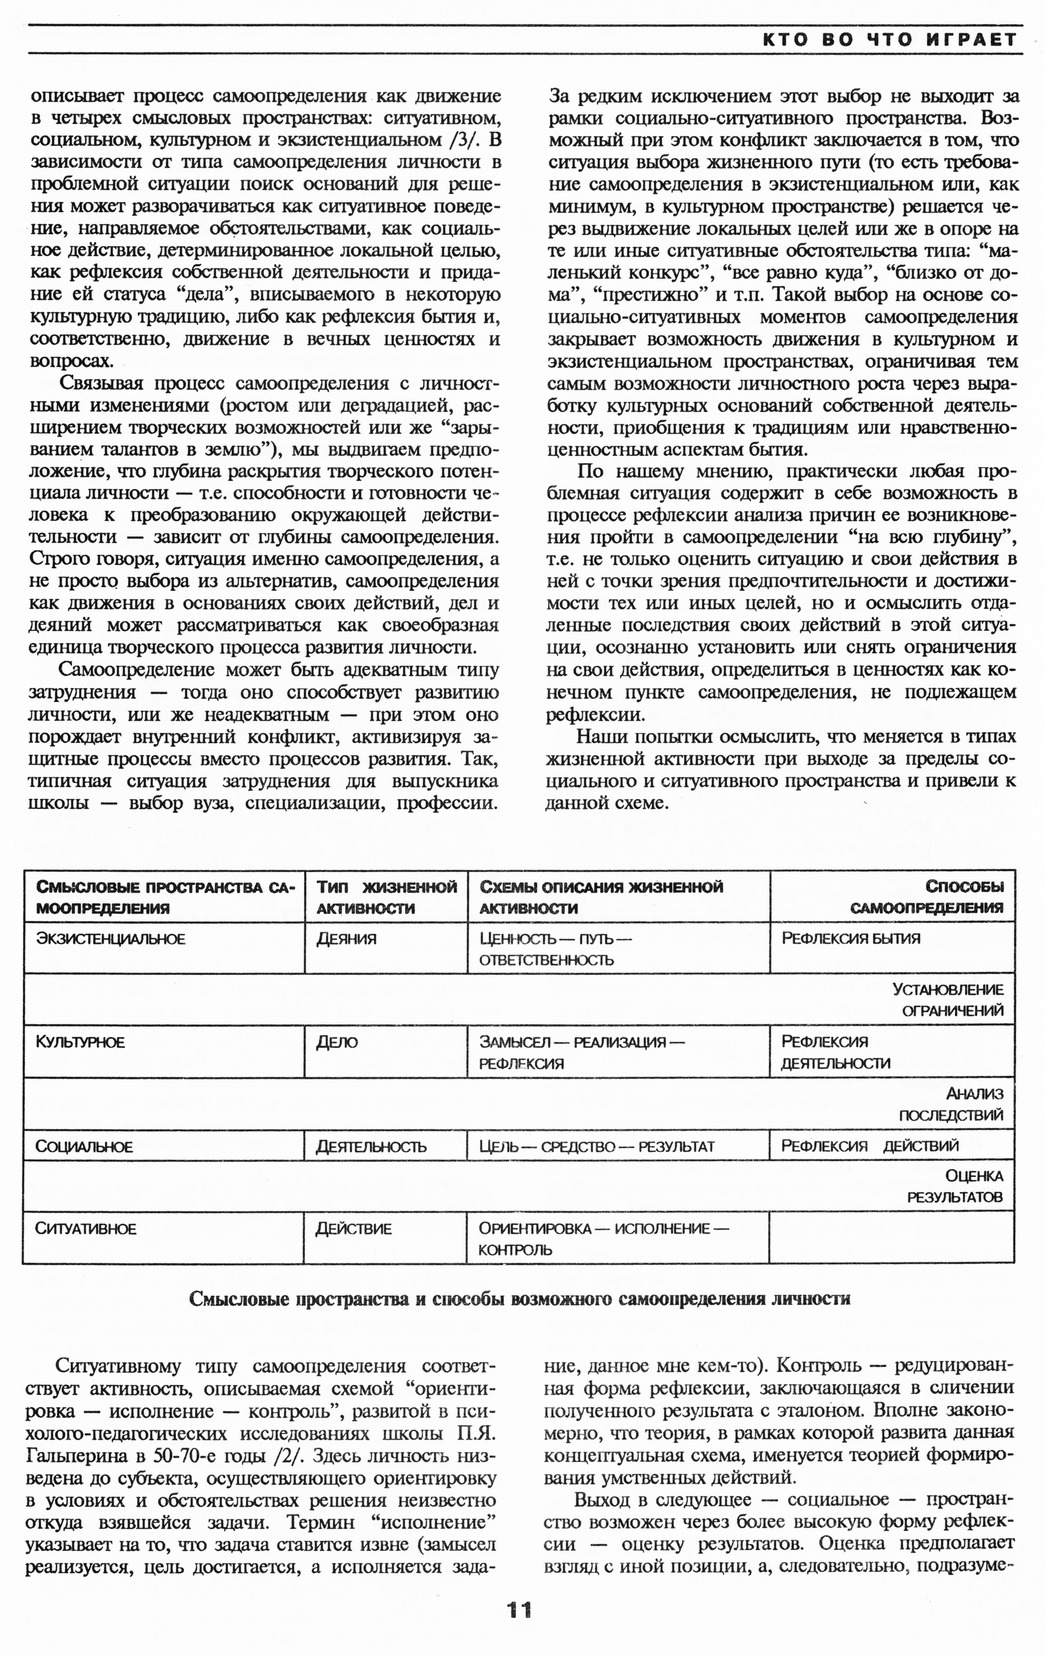 КТО ВО ЧТО ИГРАЕТ
описывает процесс самоопределения как движение
в четырех смысловых пространствах: ситуативном,
социальном, культурном и экзистенциальном /3/. В
зависимости от типа самоопределения личности в
проблемной ситуации поиск оснований для реше-
ния может разворачиваться как ситуативное поведе-
ние, направляемое обстоятельствами, как социаль-
ное действие, детерминированное локальной целью,
как рефлексия собственной деятельности и прида-
ние ей статуса “дела”, вписываемого в некоторую
культурную традицию, либо как рефлексия бытия и,
соответственно, движение в вечных ценностях и
вопросах.
Связывая процесс самоопределения с личност-
ными изменениями (ростом или деградацией, рас-
ширением творческих возможностей или же “зары-
ванием талантов в землю”), мы выдвигаем предпо-
ложение, что глубина раскрытия творческого потен-
циала личности — т.е. способности и готовности че-
ловека к преобразованию окружающей действи-
тельности — зависит от глубины самоопределения.
Строго говоря, ситуация именно самоопределения, а
не просто выбора из альтернатив, самоопределения
как движения в основаниях своих действий, дел и
деяний может рассматриваться как своеобразная
единица творческого процесса развития личности.
Самоопределение может быть адекватным типу
затруднения — тогда оно способствует развитию
личности, или же неадекватным — при этом оно
порождает внутренний конфликт, активизируя за-
щитные процессы вместо процессов развития. Так,
типичная ситуация затруднения для выпускника
школы — выбор вуза, специализации, профессии.
За редким исключением этот выбор не выходит за
рамки социально-ситуативного пространства. Воз-
можный при этом конфликт заключается в том, что
ситуация выбора жизненного пути (то есть требова-
ние самоопределения в экзистенциальном или, как
минимум, в культурном пространстве) решается че-
рез выдвижение локальных целей или же в опоре на
те или иные ситуативные обстоятельства типа: “ма-
ленький конкурс”, “все равно куда”, “близко от до-
ма”, “престижно” и т.п. Такой выбор на основе со-
циально-ситуативных моментов самоопределения
закрывает возможность движения в культурном и
экзистенциальном пространствах, ограничивая тем
самым возможности личностного роста через выра-
ботку культурных оснований собственной деятель-
ности, приобщения к традициям или нравственно-
ценностным аспектам бытия.
По нашему мнению, практически любая про-
блемная ситуация содержит в себе возможность в
процессе рефлексии анализа причин ее возникнове-
ния пройти в самоопределении “на всю глубину”,
т.е. не только оценить ситуацию и свои действия в
ней с точки зрения предпочтительности и достижи-
мости тех или иных целей, но и осмыслить отда-
ленные последствия своих действий в этой ситуа-
ции, осознанно установить или снять ограничения
на свои действия, определиться в ценностях как ко-
нечном пункте самоопределения, не подлежащем
рефлексии.
Наши попытки осмыслить, что меняется в типах
жизненной активности при выходе за пределы со-
циального и ситуативного пространства и привели к
данной схеме.
СМЫСЛОВЫЕ ПРОСТРАНСТВА СА-
МООПРЕДЕЛЕНИЯ
ТИП ЖИЗНЕННОЙ
АКТИВНОСТИ
СХЕМЫ ОПИСАНИЯ ЖИЗНЕННОЙ
АКТИВНОСТИ
СПОСОБЫ
САМООПРЕДЕЛЕНИЯ
ЭКЗИСТЕНЦИАЛЬНОЕ
ДЕЯНИЯ
ЦЕННОСТЬ — ПУТЬ —
ОТВЕТСТВЕННОСТЬ
РЕФЛЕКСИЯ БЫТИЯ
УСТАНОВЛЕНИЕ
ОГРАНИЧЕНИЙ
КУЛЬТУРНОЕ
ДЕЛО
ЗАМЫСЕЛ — РЕАЛИЗАЦИЯ —
РЕФЛЕКСИЯ
РЕФЛЕКСИЯ
ДЕЯТЕЛЬНОСТИ
АНАЛИЗ
ПОСЛЕДСТВИЙ
СОЦИАЛЬНОЕ
ДЕЯТЕЛЬНОСТЬ
ЦЕЛЬ — СРЕДСТВО — РЕЗУЛЬТАТ
РЕФЛЕКСИЯ ДЕЙСТВИЙ
ОЦЕНКА
РЕЗУЛЬТАТОВ
СИТУАТИВНОЕ
ДЕЙСТВИЕ
ОРИЕНТИРОВКА — ИСПОЛНЕНИЕ —
КОНТРОЛЬ
Смысловые пространства и способы возможного самоопределения личности
Ситуативному типу самоопределения соответ-
ствует активность, описываемая схемой “ориенти-
ровка — исполнение — контроль”, развитой в пси-
холого-педагогических исследованиях школы П.Я.
Гальперина в 50-70-е годы /2/. Здесь личность низ-
ведена до субъекта, осуществляющего ориентировку
в условиях и обстоятельствах решения неизвестно
откуда взявшейся задачи. Термин “исполнение”
указывает на то, что задача ставится извне (замысел
реализуется, цель достигается, а исполняется зада-
ние, данное мне кем-то). Контроль — редуцирован-
ная форма рефлексии, заключающаяся в сличении
полученного результата с эталоном. Вполне законо-
мерно, что теория, в рамках которой развита данная
концептуальная схема, именуется теорией формиро-
вания умственных действий.
Выход в следующее — социальное — простран-
ство возможен через более высокую форму рефлек-
сии — оценку результатов. Оценка предполагает
взгляд с иной позиции, а, следовательно, подразуме-
11